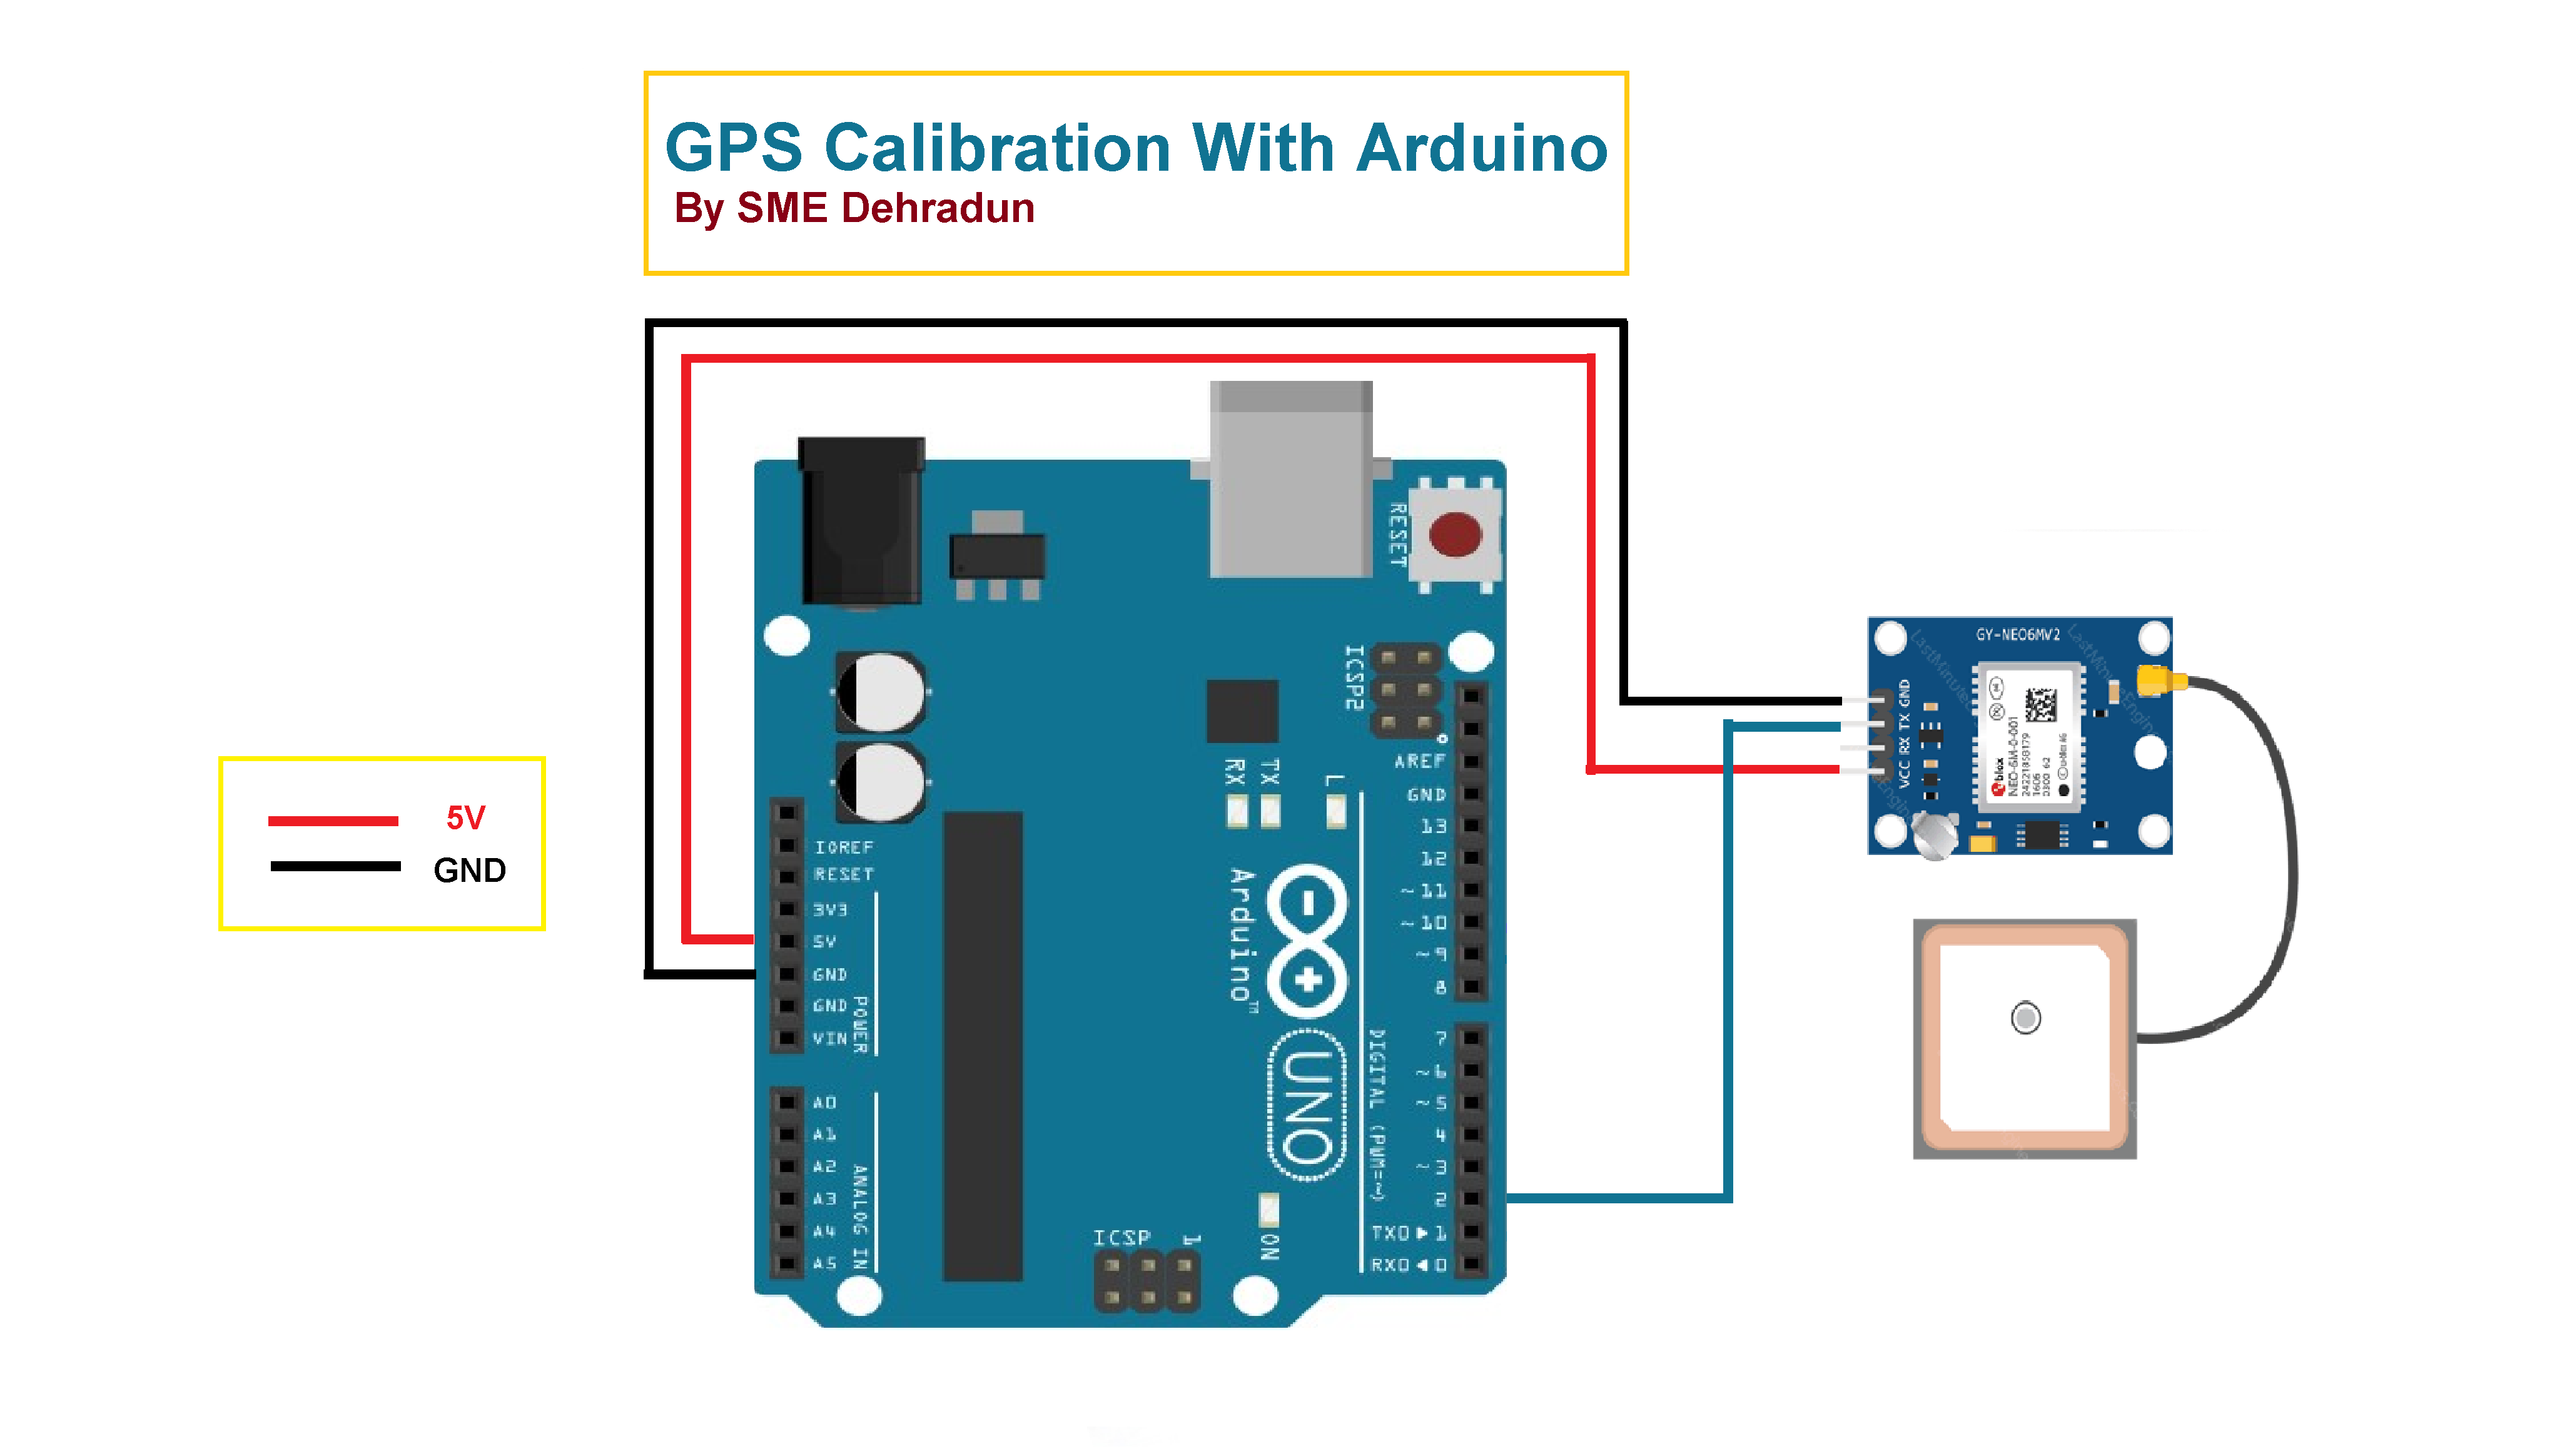 GPS Calibration With Arduino
By SME Dehradun
5V
GND
RESET
ICSP2
AREF
GND
13
12
~11
~10
~9
8
7
~6
~5
4
~3
2
TX0▶1
RX0◀0
RX
TX
L
IOREF
RESET
3V3
5V
GND
GND
VIN
POWER
A0
A1
A2
A3
A4
A5
ANALOG IN
Arduino™
UNO
DIGITAL (PWM=~)
ICSP
1
ON
GY-NEO6MV2
GND
TX
RX
VCC
blox
NEO-6M-0-001
1606